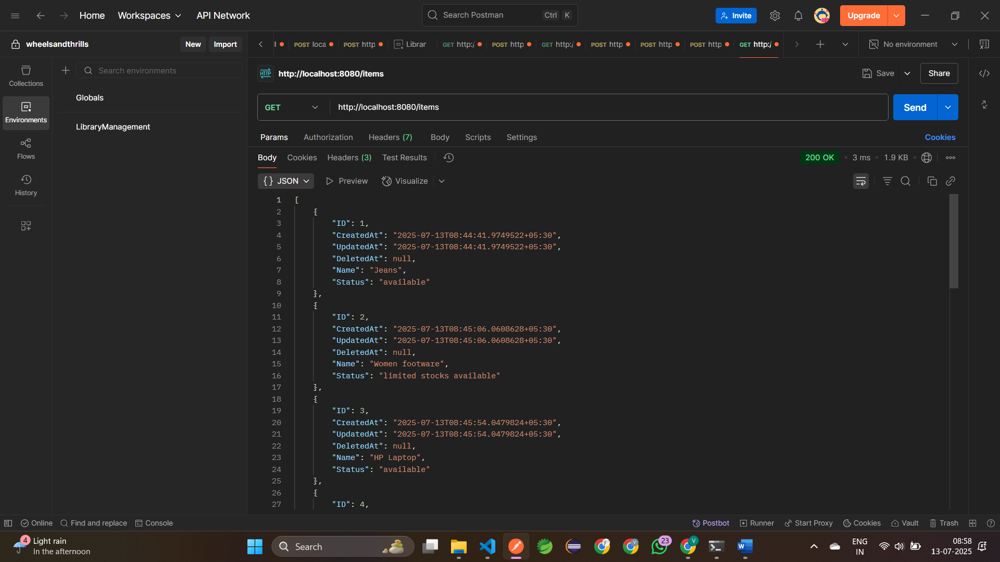 Home Workspaces API Network Search Postman Ctrl K Invite Upgrade
wheelsandthrills New Import POST loca POST http Librar GET http:/ POST http GET http:/ POST http POST http POST http GET http:/ No environment
Collections
Environments
Flows
History
Search environments
Globals
LibraryManagement
HTTP http://localhost:8080/items Save Share
GET http://localhost:8080/items Send
Params Authorization Headers (7) Body Scripts Settings Cookies
Body Cookies Headers (3) Test Results 200 OK 3 ms 1.9 KB
{} JSON Preview Visualize
1 [
2 {
3 "ID": 1,
4 "CreatedAt": "2025-07-13T08:44:41.9749522+05:30",
5 "UpdatedAt": "2025-07-13T08:44:41.9749522+05:30",
6 "DeletedAt": null,
7 "Name": "Jeans",
8 "Status": "available"
9 },
10 {
11 "ID": 2,
12 "CreatedAt": "2025-07-13T08:45:06.0608628+05:30",
13 "UpdatedAt": "2025-07-13T08:45:06.0608628+05:30",
14 "DeletedAt": null,
15 "Name": "Women footware",
16 "Status": "limited stocks available"
17 },
18 {
19 "ID": 3,
20 "CreatedAt": "2025-07-13T08:45:54.0479824+05:30",
21 "UpdatedAt": "2025-07-13T08:45:54.0479824+05:30",
22 "DeletedAt": null,
23 "Name": "HP Laptop",
24 "Status": "available"
25 },
26 {
27 "ID": 4,
Online Find and replace Console Postbot Runner Start Proxy Cookies Vault Trash
4 Light rain
In the afternoon
Search
23
V
ENG
IN
08:58
13-07-2025